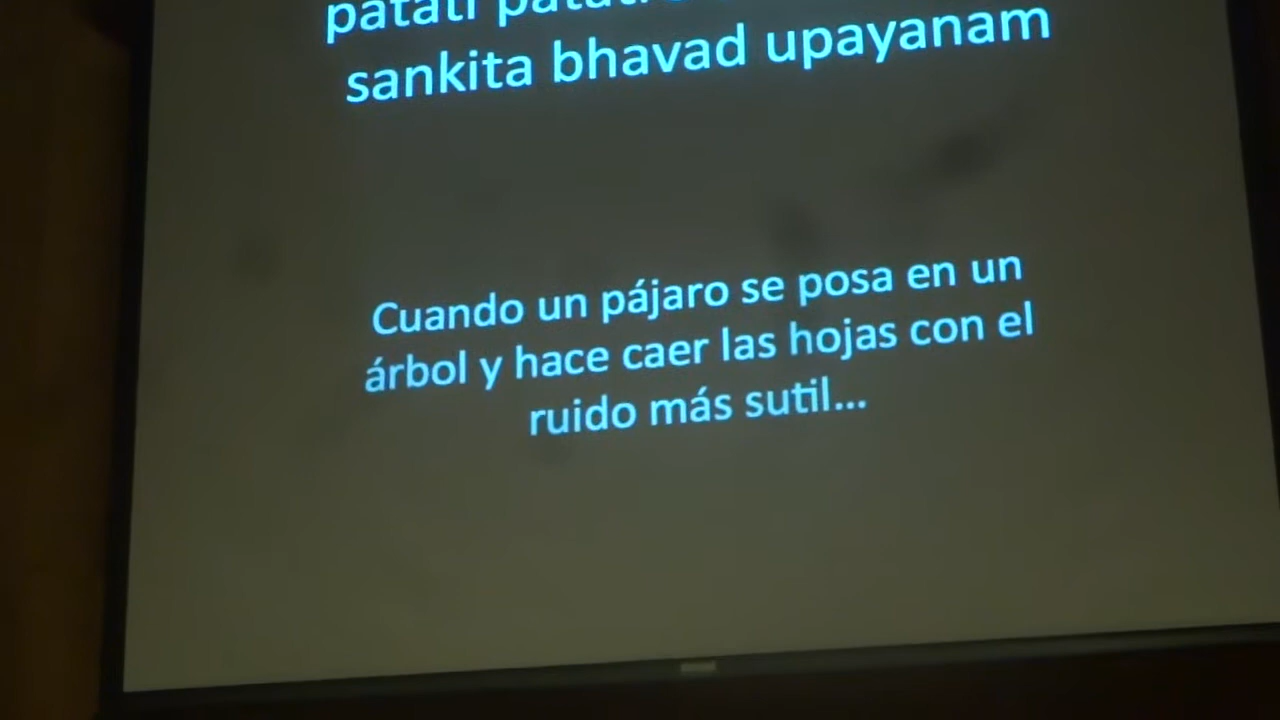 patati
sankita bhavad upayanam
Cuando un pájaro se posa en un
árbol y hace caer las hojas con el
ruido más sutil...